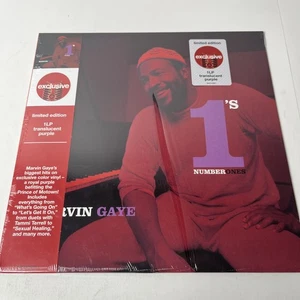 exclusive
limited edition
1LP
translucent
purple
Marvin Gaye's
biggest hits on
exclusive color vinyl -
a royal purple
befitting the
Prince of Motown!
Includes
everything from
"What's Going On"
to "Let's Get It On,"
from duets with
Tammi Terrell to
"Sexual Healing,"
and many more.
exclusive
limited edition
1LP translucent
purple
1's
NUMBER ONES
RVIN GAYE